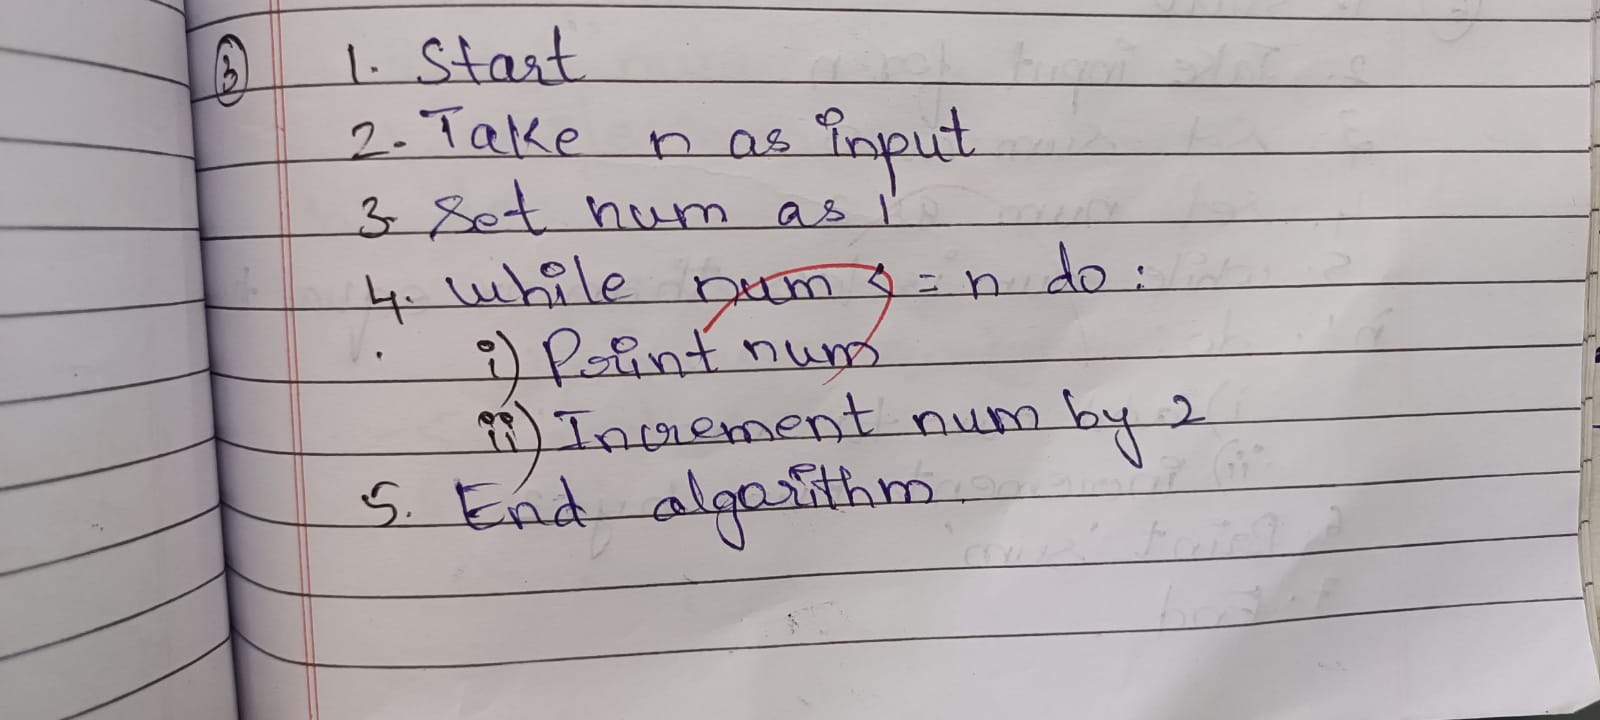 ③ 1. Start
2. Take n as input
3. Set num as 1
4. While num <= n do:
i) Print num
ii) Increment num by 2
5. End algorithm.